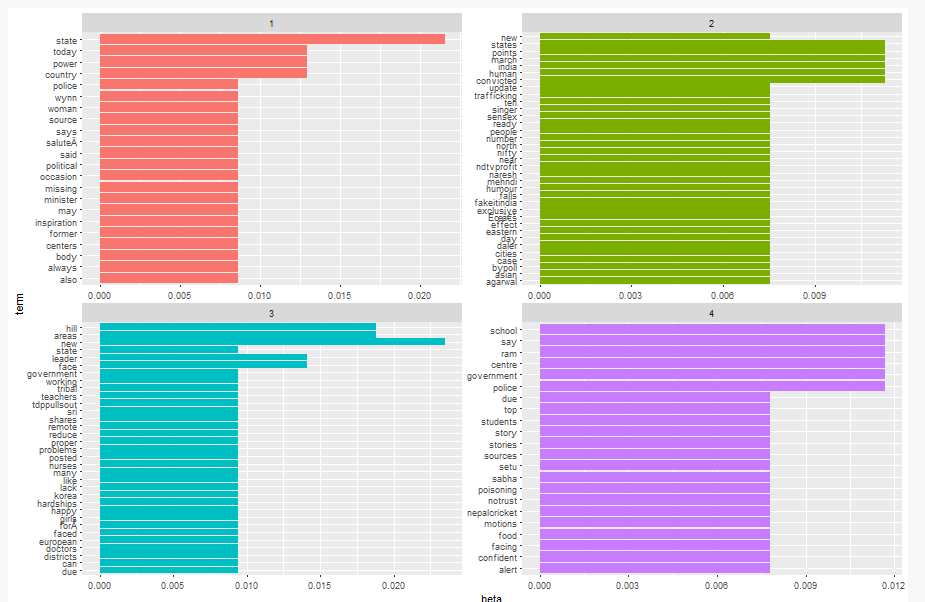 1
state
today
power
country
police
wynn
woman
source
says
saluteÂ
said
political
occasion
missing
minister
may
inspiration
former
centers
body
always
also
0.000 0.005 0.010 0.015 0.020
2
new
states
points
march
india
human
convicted
update
trafficking
ten
singer
sensex
ready
people
number
north
nifty
near
ndtvprofit
naresh
mehndi
humour
falls
fakeitindia
exclusive
effect
eastern
day
daler
cities
case
bypoll
asian
agarwal
0.000 0.003 0.006 0.009
term
3
hill
areas
new
state
leader
face
government
working
tribal
teachers
tdppullsout
sri
shares
remote
reduce
proper
problems
posted
nurses
many
like
lack
korea
hardships
happy
girls
forÂ
faced
european
doctors
districts
can
due
0.000 0.005 0.010 0.015 0.020
4
school
say
ram
centre
government
police
due
top
students
story
stories
sources
setu
sabha
poisoning
notrust
nepalcricket
motions
food
facing
confident
alert
0.000 0.003 0.006 0.009 0.012
beta